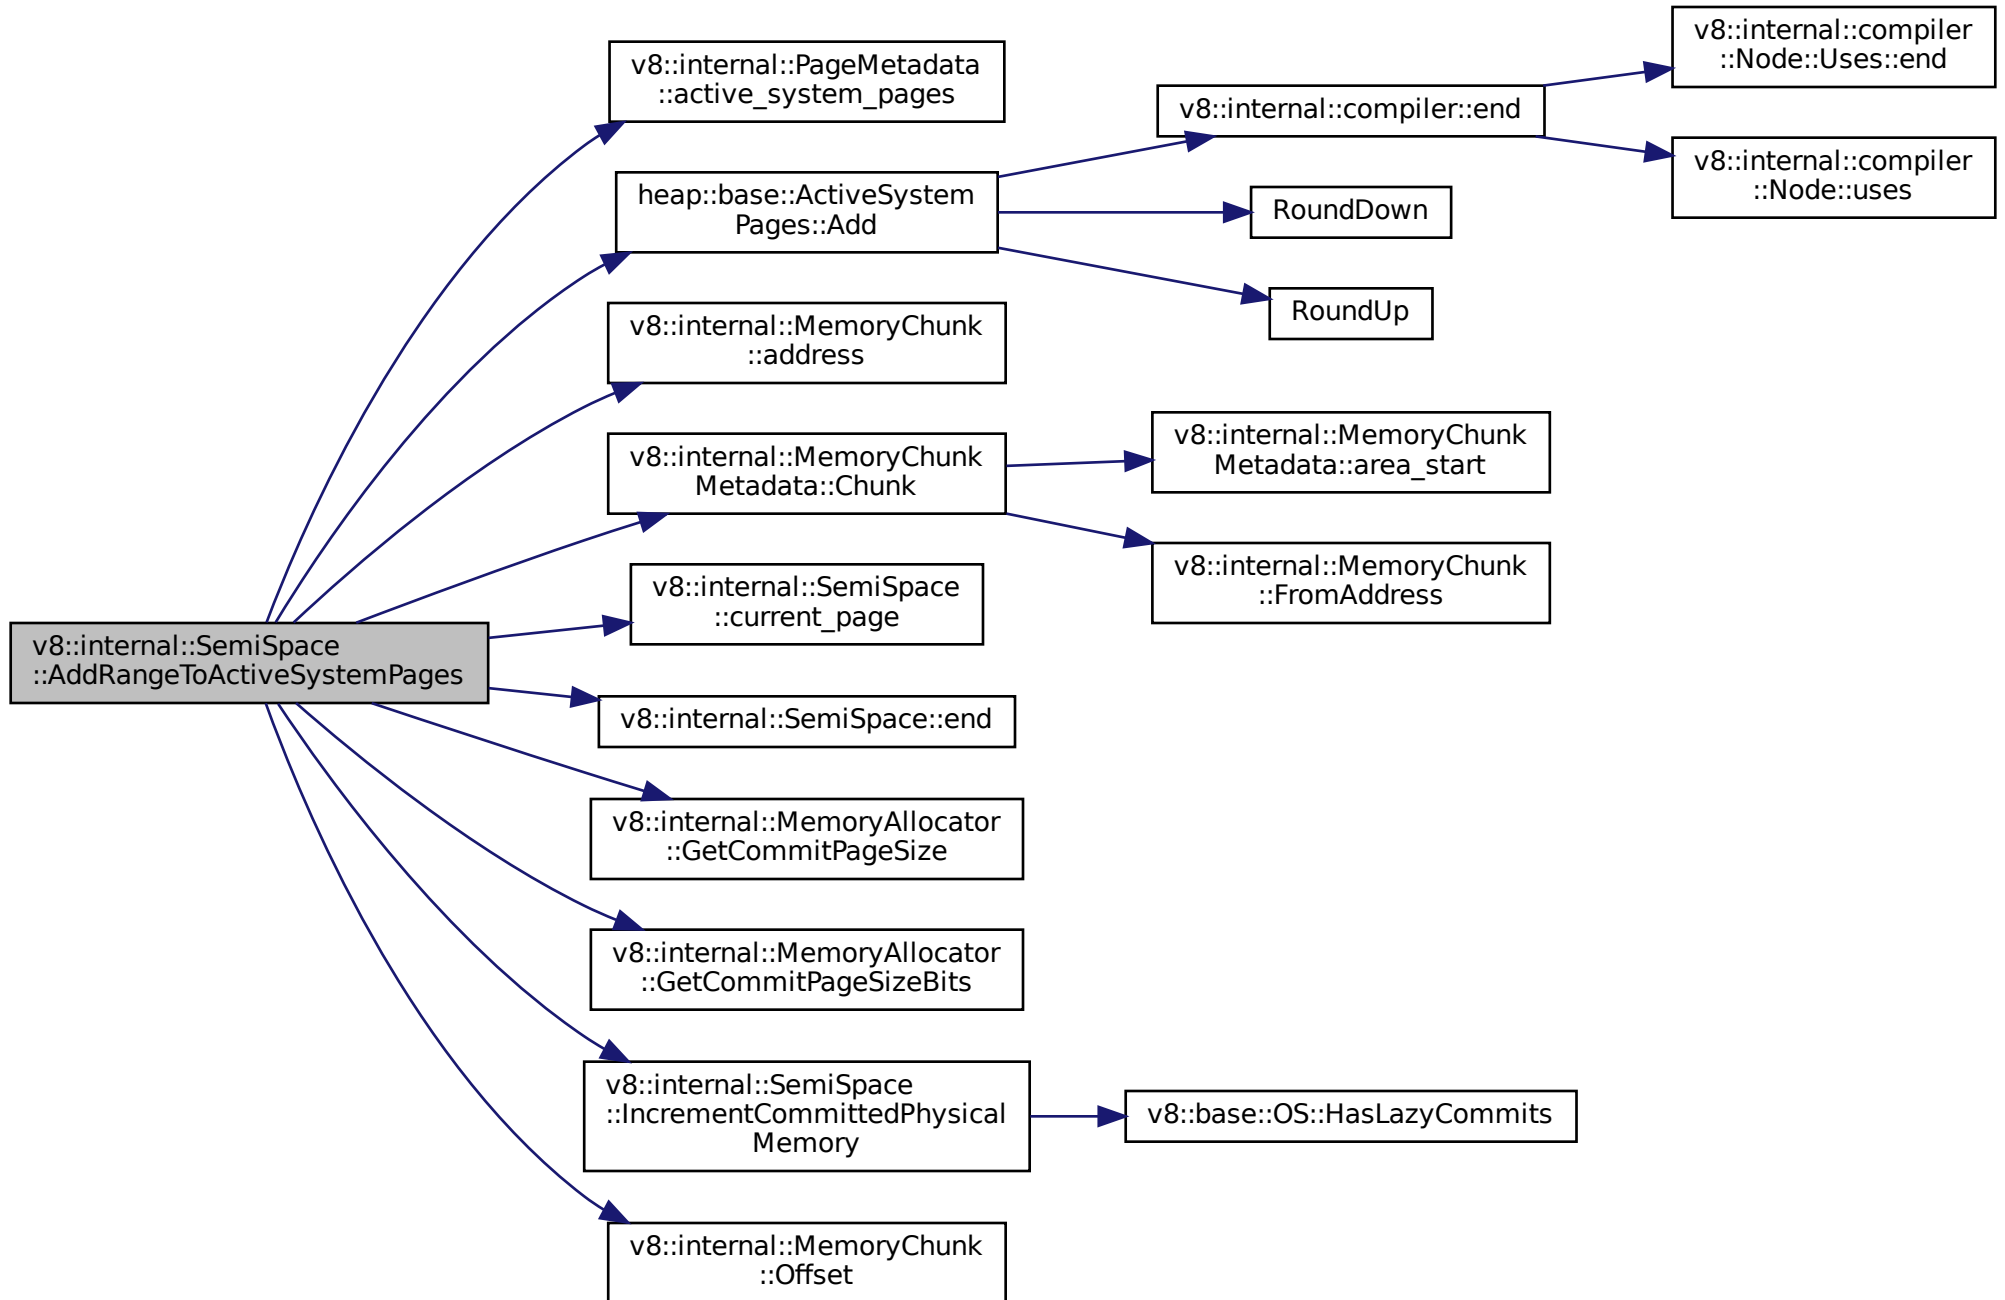 v8::internal::SemiSpace
::AddRangeToActiveSystemPages
v8::internal::PageMetadata
::active_system_pages
heap::base::ActiveSystem
Pages::Add
v8::internal::MemoryChunk
::address
v8::internal::MemoryChunk
Metadata::Chunk
v8::internal::SemiSpace
::current_page
v8::internal::SemiSpace::end
v8::internal::MemoryAllocator
::GetCommitPageSize
v8::internal::MemoryAllocator
::GetCommitPageSizeBits
v8::internal::SemiSpace
::IncrementCommittedPhysical
Memory
v8::internal::MemoryChunk
::Offset
v8::internal::compiler::end
RoundDown
RoundUp
v8::internal::MemoryChunk
Metadata::area_start
v8::internal::MemoryChunk
::FromAddress
v8::base::OS::HasLazyCommits
v8::internal::compiler
::Node::Uses::end
v8::internal::compiler
::Node::uses